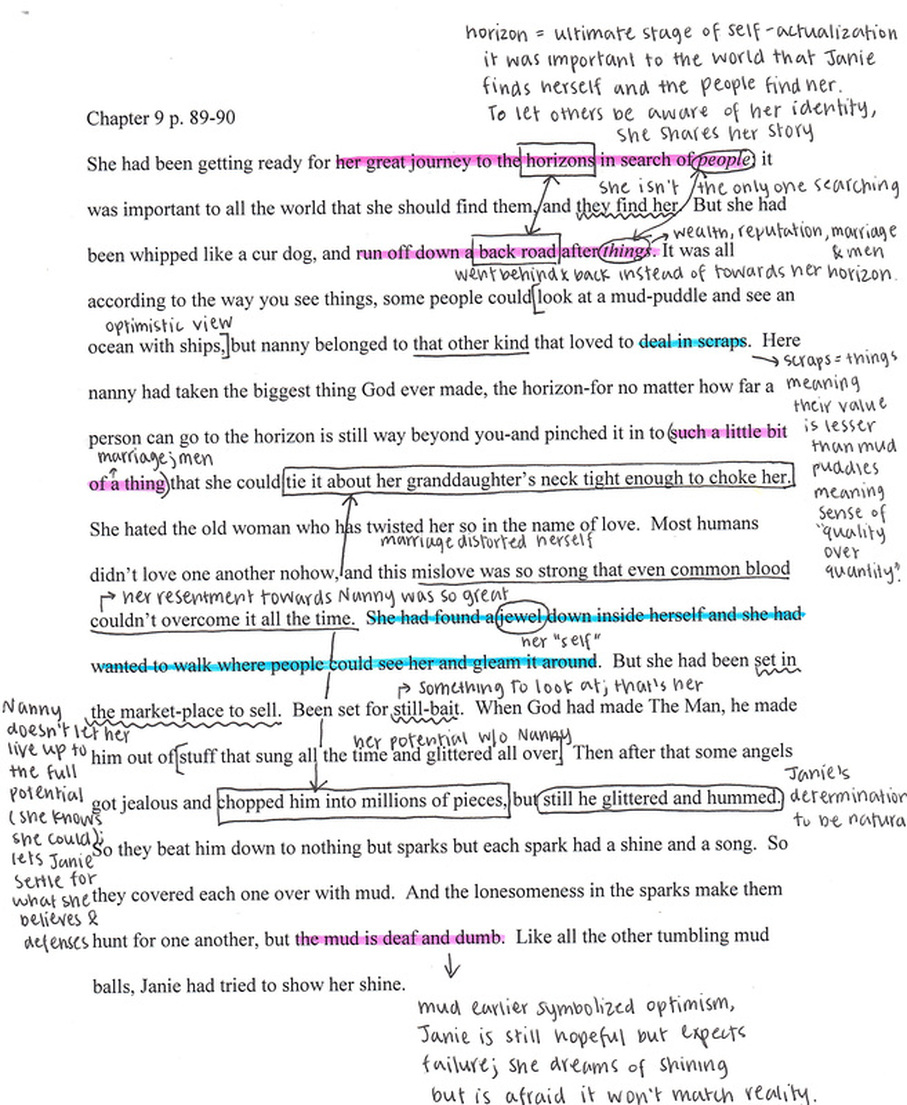 horizon = ultimate stage of self-actualization
it was important to the world that Janie
finds herself and the people find her.
To let others be aware of her identity,
she shares her story
Chapter 9 p. 89-90
She had been getting ready for her great journey to the horizons in search of people; it
she isn't the only one searching
was important to all the world that she should find them, and they find her. But she had
wealth, reputation, marriage
& men
been whipped like a cur dog, and run off down a back road after things. It was all
went behind & back instead of towards her horizon.
according to the way you see things, some people could look at a mud-puddle and see an
optimistic view
ocean with ships, but nanny belonged to that other kind that loved to deal in scraps. Here
scraps = things
meaning
their value
is lesser
than mud
puddles
meaning
sense of
"quality
over
quantity"
nanny had taken the biggest thing God ever made, the horizon-for no matter how far a
person can go to the horizon is still way beyond you-and pinched it in to such a little bit
marriage; men
of a thing that she could tie it about her granddaughter's neck tight enough to choke her.
She hated the old woman who has twisted her so in the name of love. Most humans
marriage distorted herself
didn't love one another nohow, and this mislove was so strong that even common blood
her resentment towards Nanny was so great
couldn't overcome it all the time. She had found a jewel down inside herself and she had
her "self"
wanted to walk where people could see her and gleam it around. But she had been set in
something to look at; that's her
the market-place to sell. Been set for still-bait. When God had made The Man, he made
her potential w/o Nanny
him out of stuff that sung all the time and glittered all over. Then after that some angels
got jealous and chopped him into millions of pieces, but still he glittered and hummed.
Janie's
determination
to be natura
So they beat him down to nothing but sparks but each spark had a shine and a song. So
they covered each one over with mud. And the lonesomeness in the sparks make them
hunt for one another, but the mud is deaf and dumb. Like all the other tumbling mud
balls, Janie had tried to show her shine.
Nanny
doesn't let her
live up to
the full
potential
(she knows
she could);
lets Janie
settle for
what she
believes &
defenses
mud earlier symbolized optimism,
Janie is still hopeful but expects
failure; she dreams of shining
but is afraid it won't match reality.